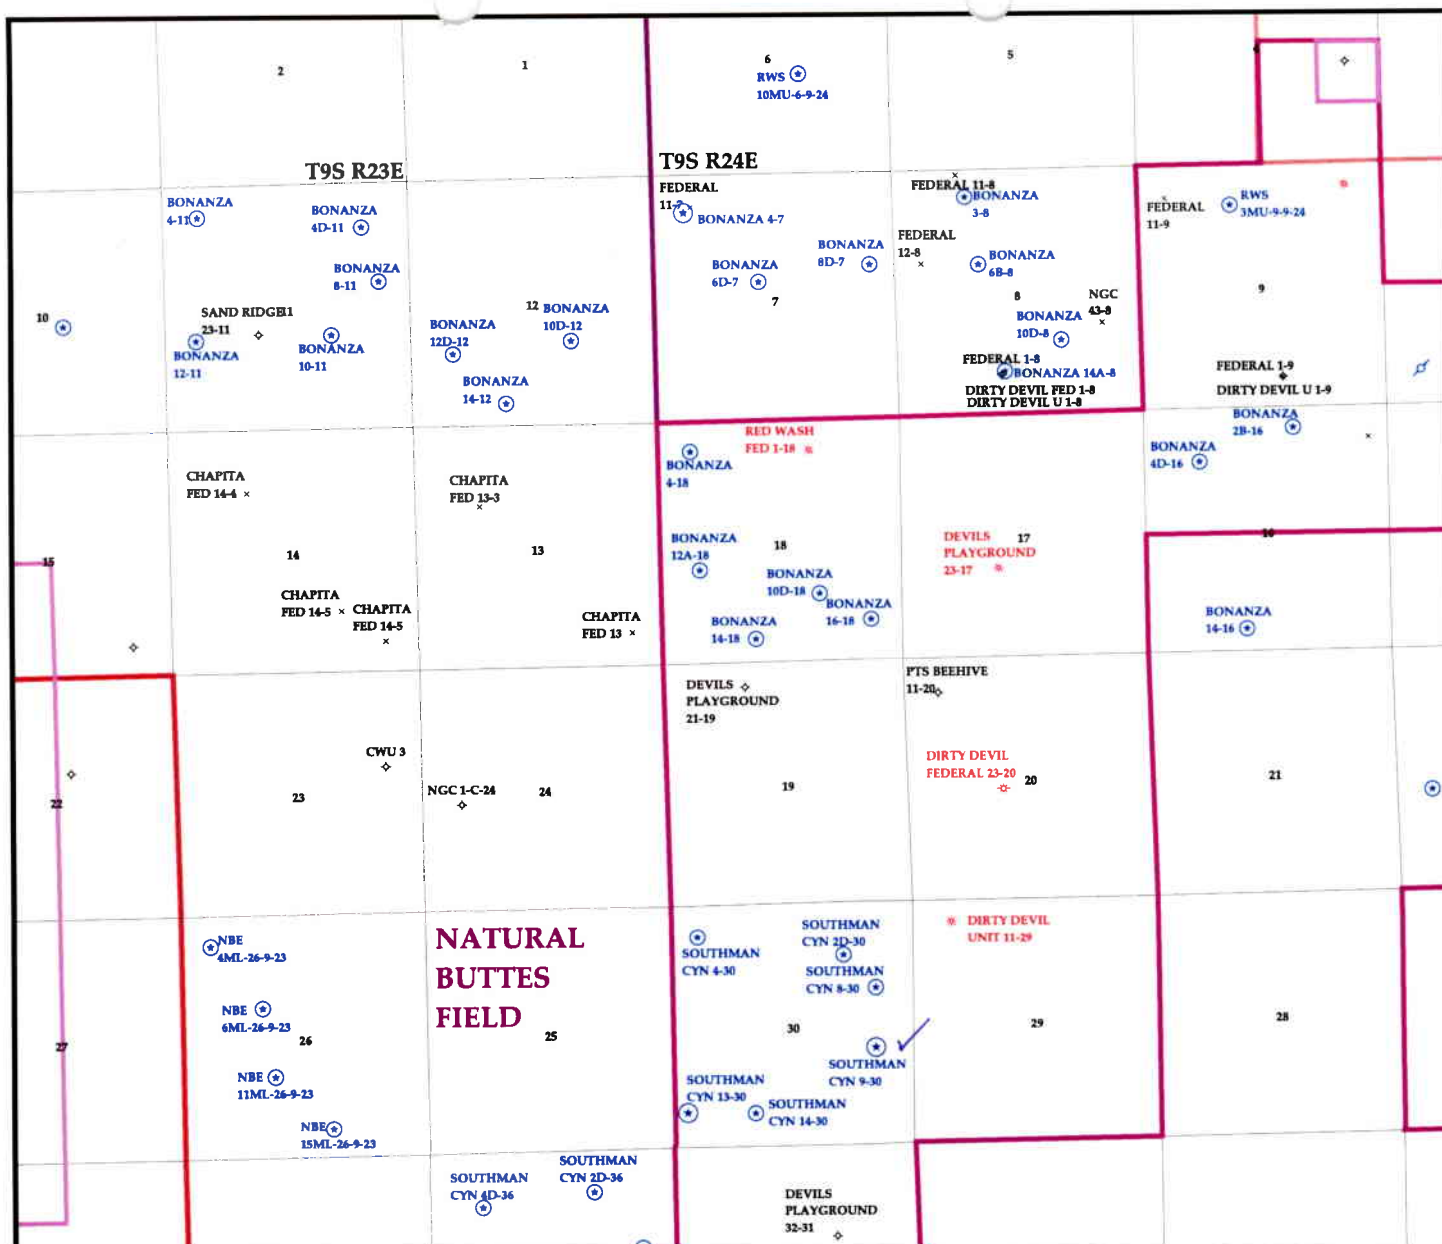 2
1
6
5
4
RWS
10MU-6-9-24
T9S R23E
T9S R24E
BONANZA
4-11
BONANZA
4D-11
FEDERAL
BONANZA 4-7
FEDERAL 11-8
BONANZA
3-8
FEDERAL
11-9
RWS
3MU-9-9-24
FEDERAL
12-8
BONANZA
8D-7
BONANZA
6B-8
BONANZA
8-11
BONANZA
6D-7
7
8
9
NGC
43-8
10
SAND RIDGE11
23-11
BONANZA
12-11
BONANZA
10-11
12
BONANZA
10D-12
BONANZA
12D-12
BONANZA
14-12
BONANZA
10D-8
FEDERAL 1-8
BONANZA 14A-8
DIRTY DEVIL FED 1-8
DIRTY DEVIL U 1-8
FEDERAL 1-9
DIRTY DEVIL U 1-9
BONANZA
2B-16
BONANZA
4D-16
RED WASH
FED 1-18
BONANZA
4-18
CHAPITA
FED 14-4
CHAPITA
FED 13-3
15
14
13
BONANZA
12A-18
18
DEVILS
PLAYGROUND
23-17
17
16
BONANZA
10D-18
BONANZA
16-18
BONANZA
14-18
BONANZA
14-16
CHAPITA
FED 14-5
CHAPITA
FED 14-5
CHAPITA
FED 13
DEVILS
PLAYGROUND
21-19
PTS BEEHIVE
11-20
CWU 3
NGC 1-C-24
DIRTY DEVIL
FEDERAL 23-20
22
23
24
19
20
21
NBE
4ML-26-9-23
NATURAL
BUTTES
FIELD
SOUTHMAN
CYN 4-30
SOUTHMAN
CYN 2D-30
SOUTHMAN
CYN 8-30
DIRTY DEVIL
UNIT 11-29
NBE
6ML-26-9-23
27
26
25
30
29
28
SOUTHMAN
CYN 9-30
NBE
11ML-26-9-23
SOUTHMAN
CYN 13-30
SOUTHMAN
CYN 14-30
NBE
15ML-26-9-23
SOUTHMAN
CYN 4D-36
SOUTHMAN
CYN 2D-36
DEVILS
PLAYGROUND
32-31